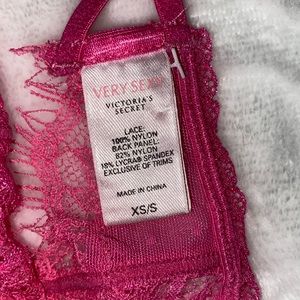 VERY SEXY
VICTORIA'S
SECRET
LACE:
100% NYLON
BACK PANEL:
82% NYLON
18% LYCRA® SPANDEX
EXCLUSIVE OF TRIMS
MADE IN CHINA
XS/S